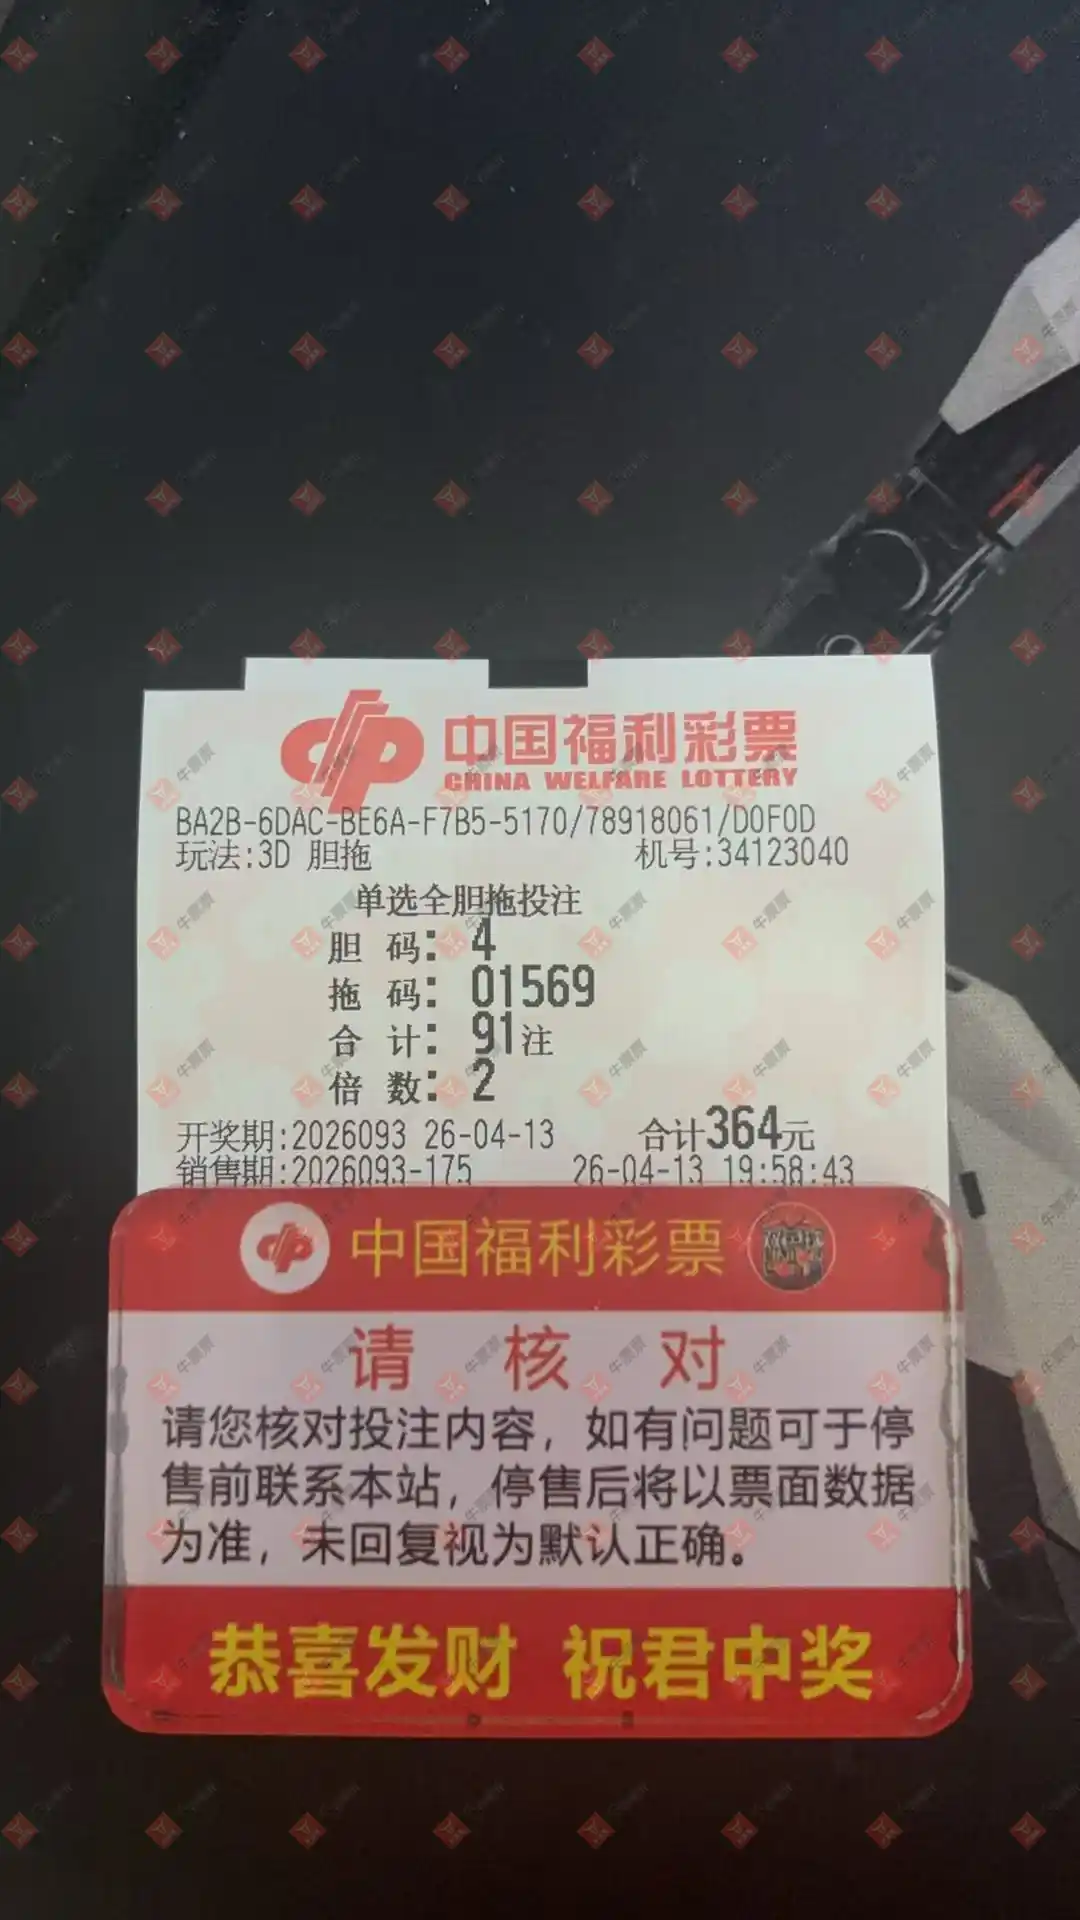 中国福利彩票
CHINA WELFARE LOTTERY
BA2B-6DAC-BE6A-F7B5-5170/78918061/D0F0D
玩法:3D 胆拖 机号:34123040
单选全胆拖投注
胆 码: 4
拖 码: 01569
合 计: 91注
倍 数: 2
开奖期:2026093 26-04-13 合计364元
销售期:2026093-175 26-04-13 19:58:43
中国福利彩票
请 核 对
请您核对投注内容，如有问题可于停
售前联系本站，停售后将以票面数据
为准，未回复视为默认正确。
恭喜发财 祝君中奖
牛票票